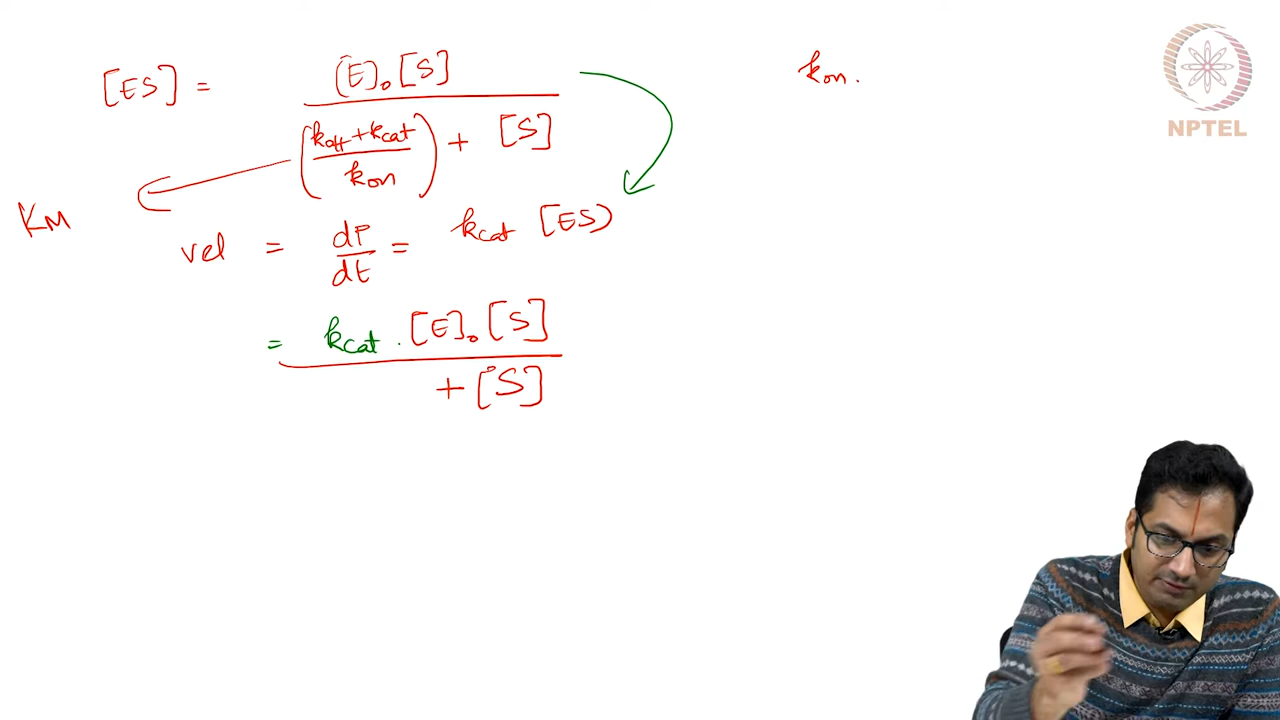 [ES] = [E]₀ [S]
(koff + kcat / kon) + [S]
kon.
NPTEL
KM
vel = dP/dt = kcat [ES)
= kcat . [E]₀ [S]
+ [S]